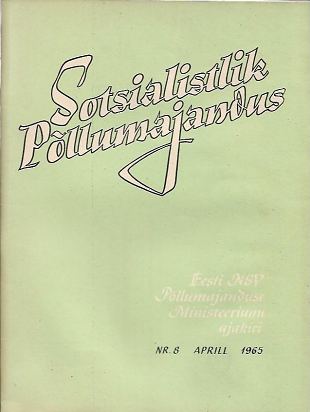 Sotsialistlik
Põllumajandus
Eesti NSV
Põllumajanduse
Ministeeriumi
ajakiri
NR. 8 APRILL 1965